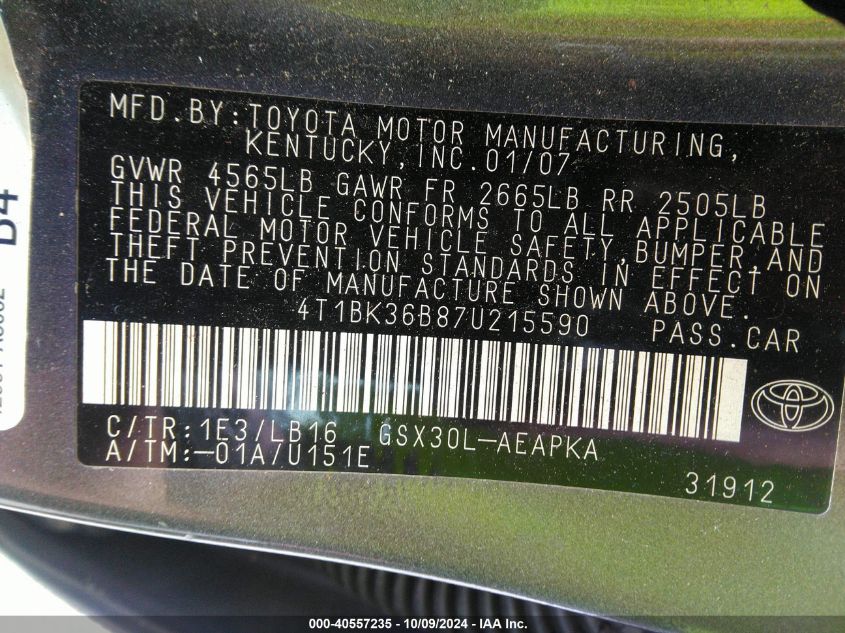 MFD.BY:TOYOTA MOTOR MANUFACTURING,
KENTUCKY,INC.01/07
GVWR 4565LB GAWR FR 2665LB RR 2505LB
THIS VEHICLE CONFORMS TO ALL APPLICABLE
FEDERAL MOTOR VEHICLE SAFETY,BUMPER,AND
THEFT PREVENTION STANDARDS IN EFFECT ON
THE DATE OF MANUFACTURE SHOWN ABOVE.
4T1BK36B87U215590 PASS.CAR
C/TR:1E3/LB16 GSX30L-AEAPKA
A/TM:-01A/U151E
31912
B4
000-40557235 - 10/09/2024 - IAA Inc.